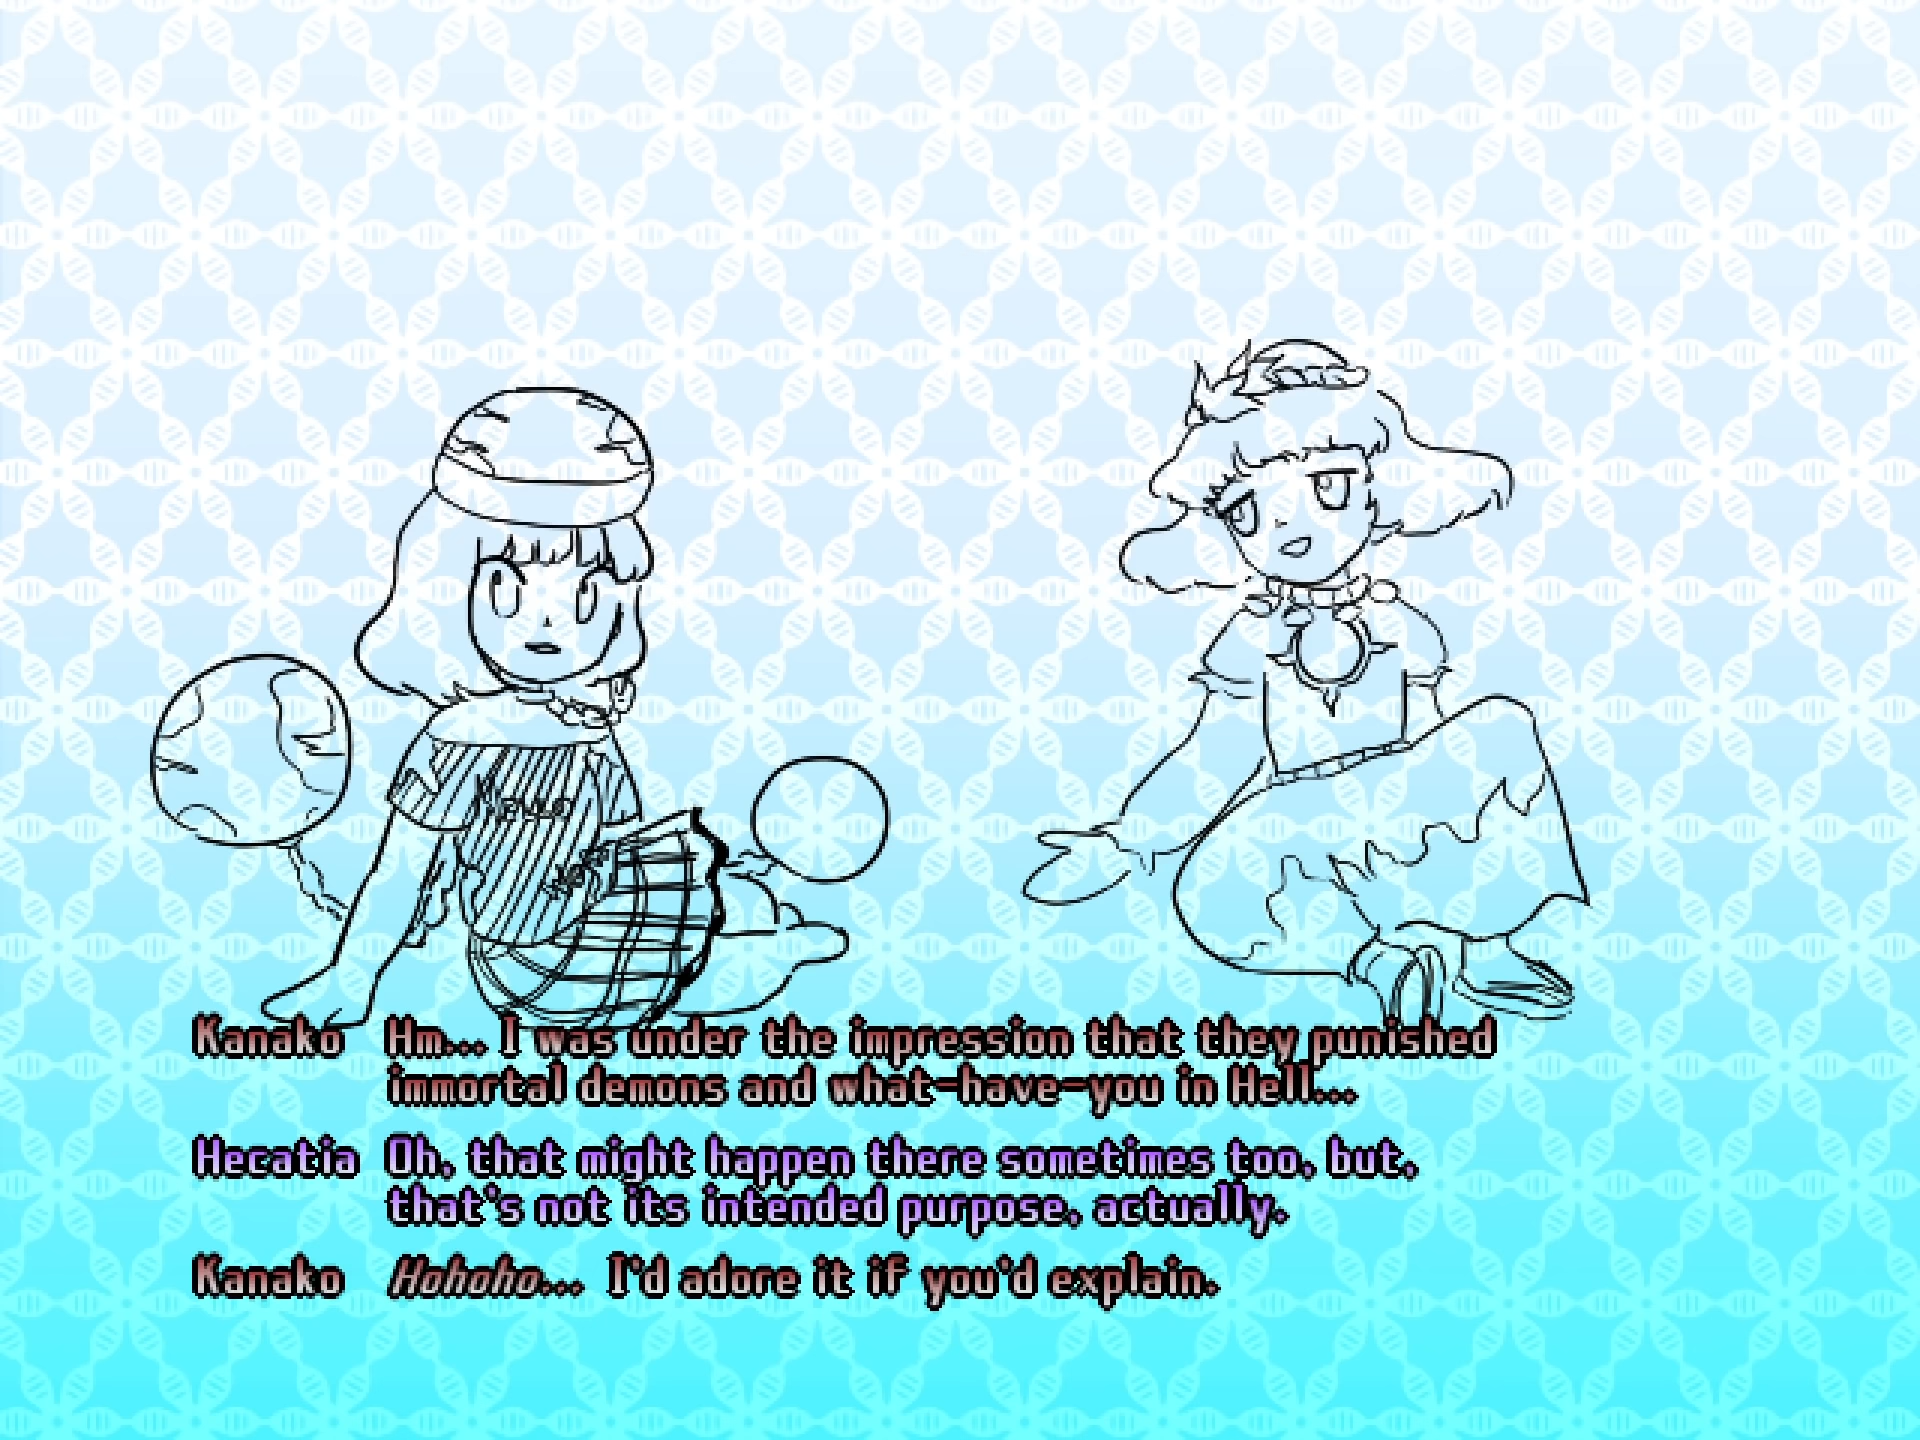 Kanako Hm... I was under the impression that they punished
immortal demons and what-have-you in Hell...
Hecatia Oh, that might happen there sometimes too, but,
that's not its intended purpose, actually.
Kanako Hohoho... I'd adore it if you'd explain.